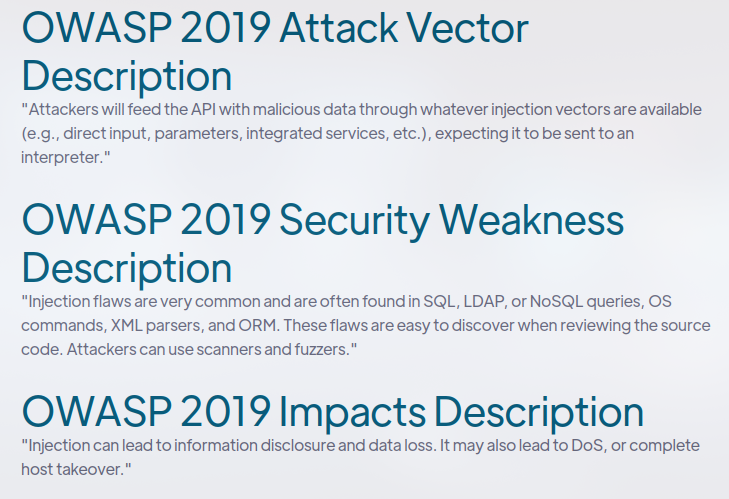 OWASP 2019 Attack Vector
Description
"Attackers will feed the API with malicious data through whatever injection vectors are available
(e.g., direct input, parameters, integrated services, etc.), expecting it to be sent to an
interpreter."
OWASP 2019 Security Weakness
Description
"Injection flaws are very common and are often found in SQL, LDAP, or NoSQL queries, OS
commands, XML parsers, and ORM. These flaws are easy to discover when reviewing the source
code. Attackers can use scanners and fuzzers."
OWASP 2019 Impacts Description
"Injection can lead to information disclosure and data loss. It may also lead to DoS, or complete
host takeover."